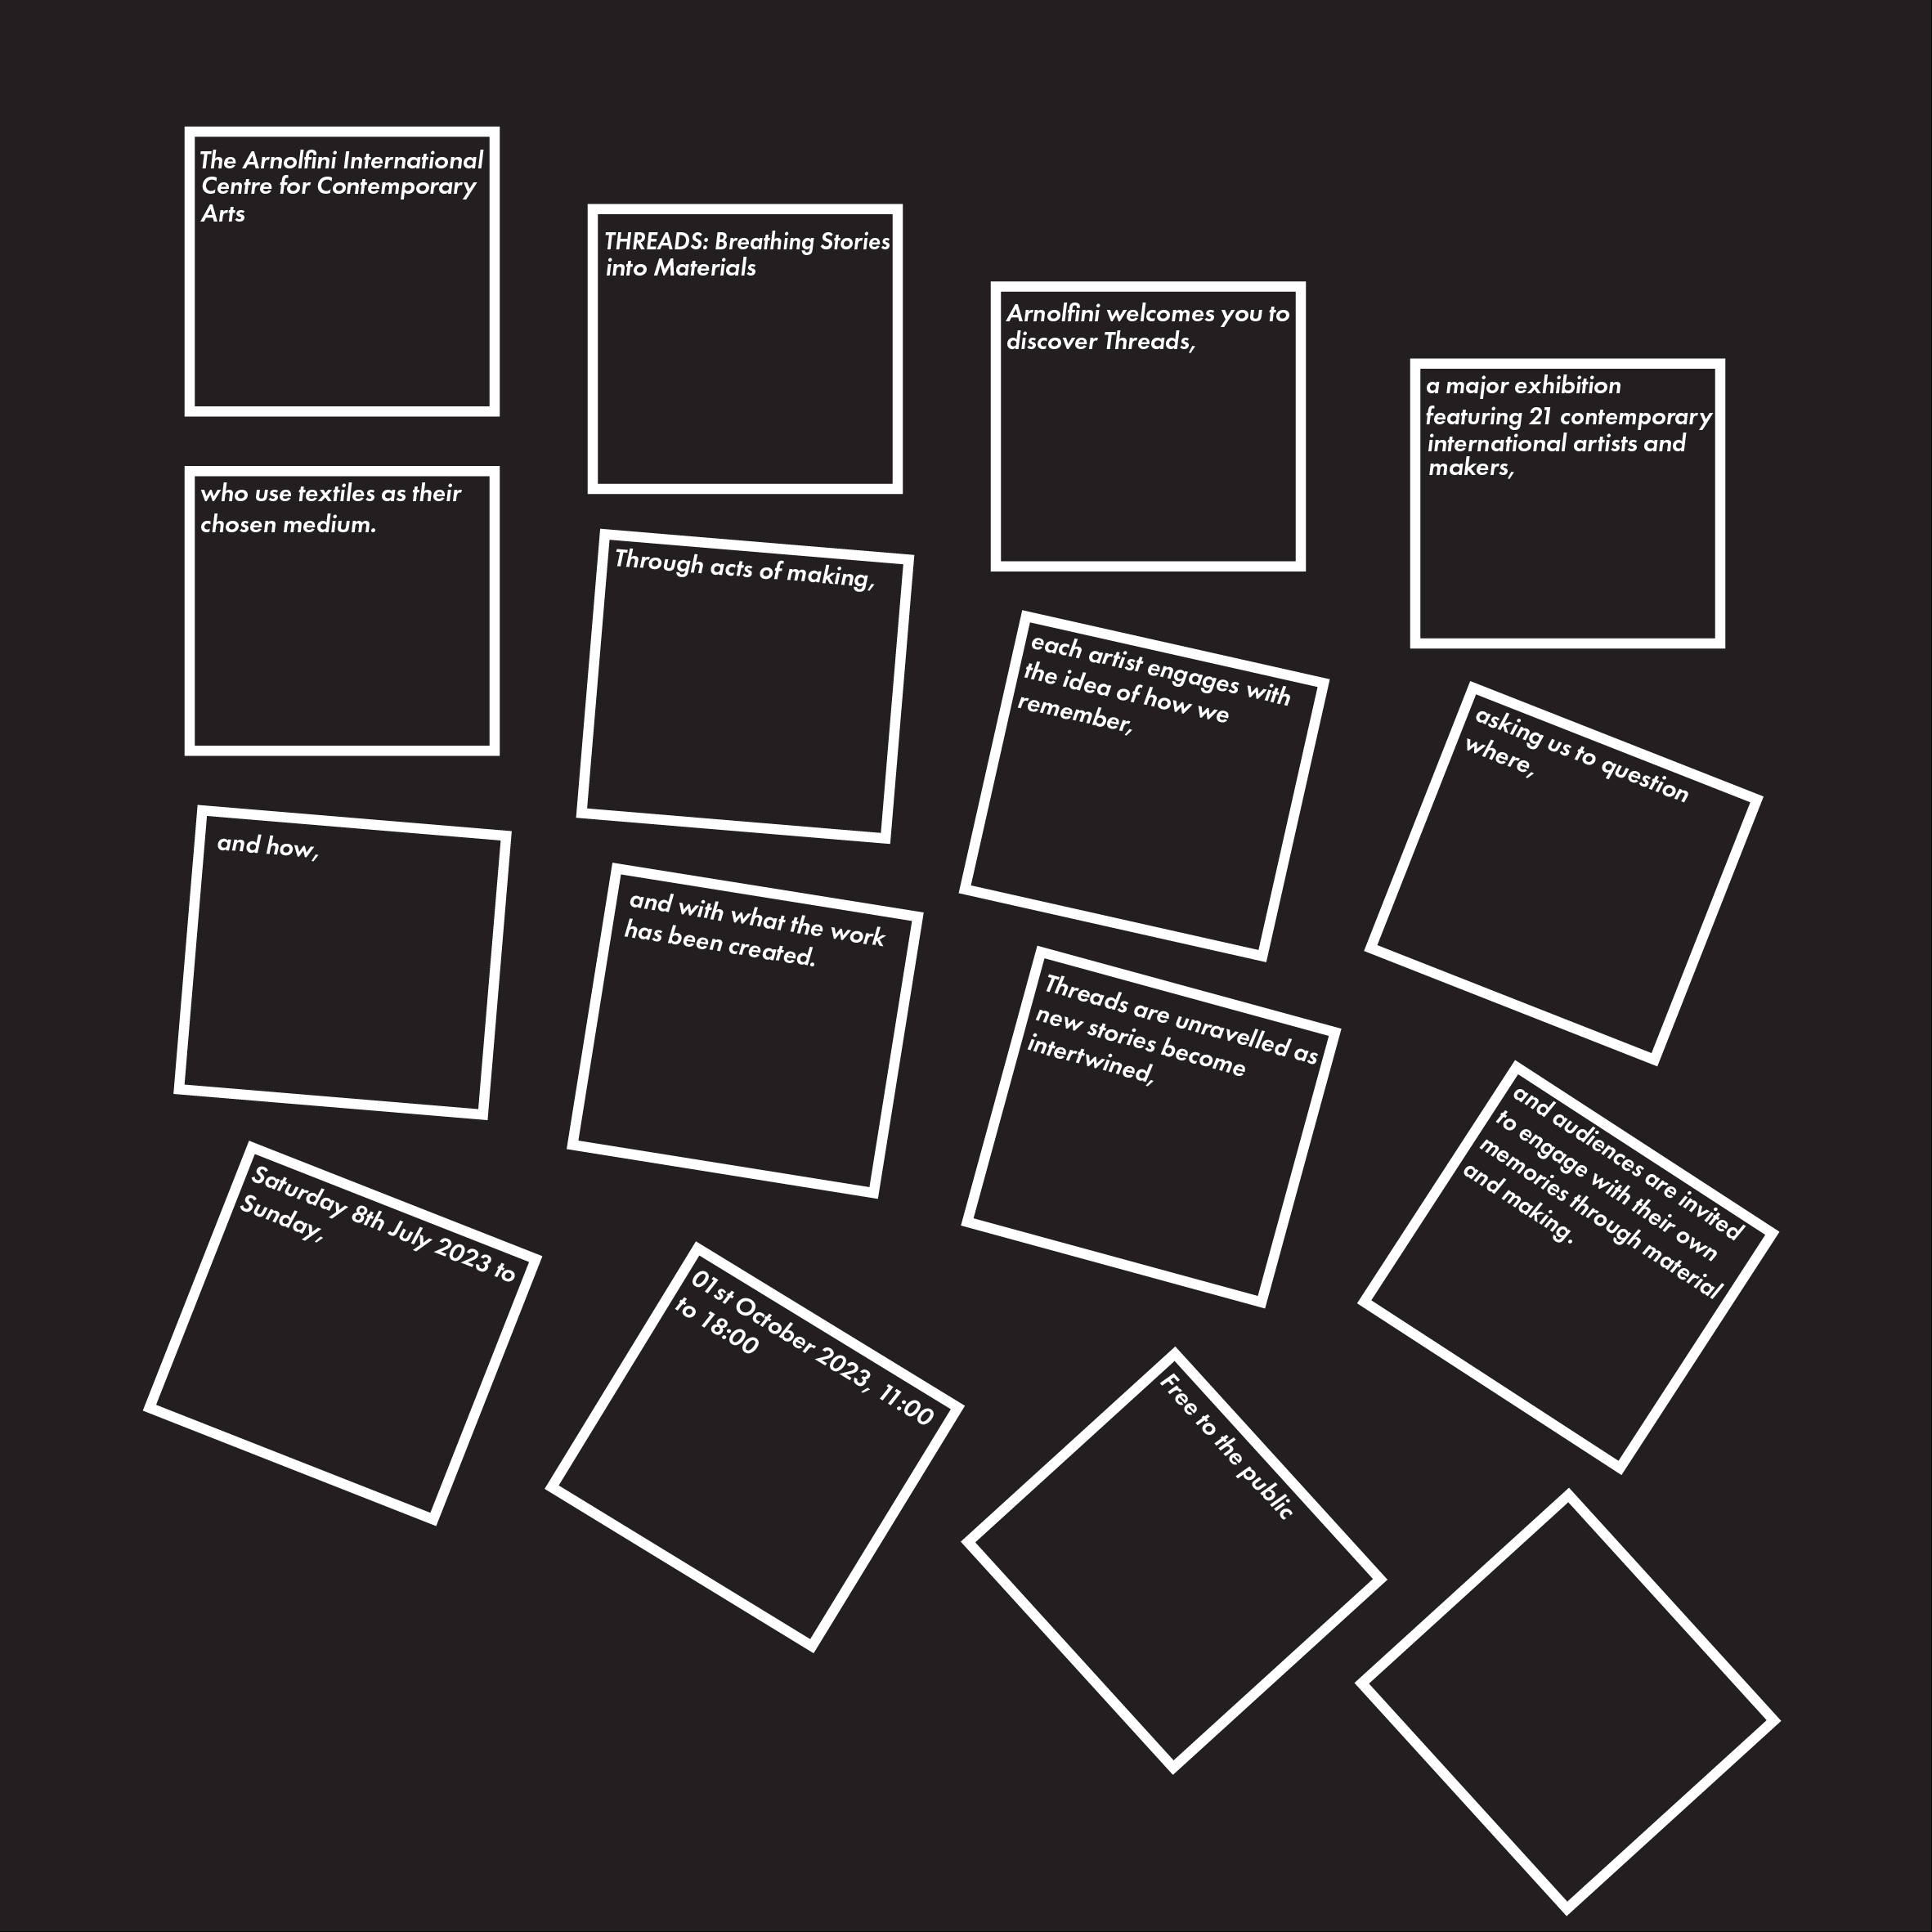 The Arnolfini International
Centre for Contemporary
Arts
THREADS: Breathing Stories
into Materials
Arnolfini welcomes you to
discover Threads,
a major exhibition
featuring 21 contemporary
international artists and
makers,
who use textiles as their
chosen medium.
Through acts of making,
each artist engages with
the idea of how we
remember,
asking us to question
where,
and how,
and with what the work
has been created.
Threads are unravelled as
new stories become
intertwined,
and audiences are invited
to engage with their own
memories through material
and making.
Saturday 8th July 2023 to
Sunday,
01st October 2023, 11:00
to 18:00
Free to the public